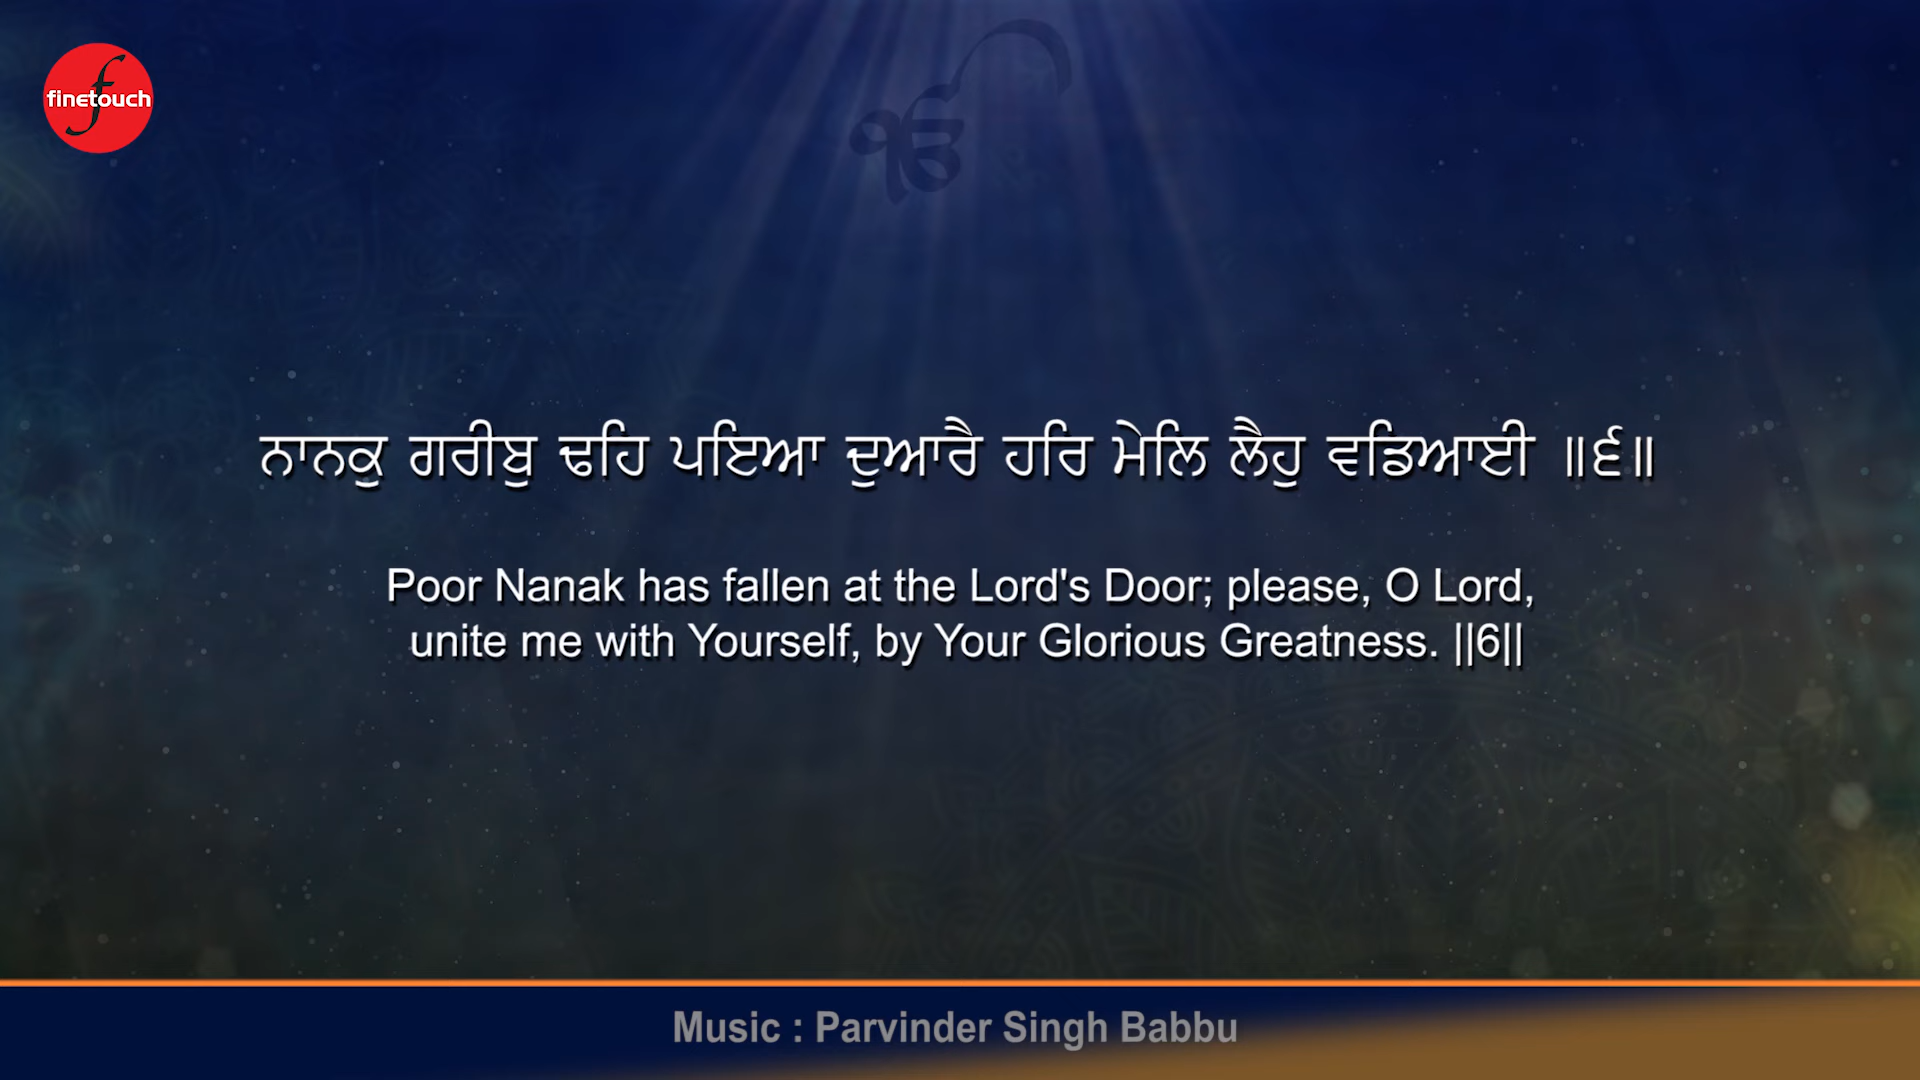 finetouch
ੴ
ਨਾਨਕੁ ਗਰੀਬੁ ਢਹਿ ਪਇਆ ਦੁਆਰੈ ਹਰਿ ਮੇਲਿ ਲੈਹੁ ਵਡਿਆਈ ॥੬॥
Poor Nanak has fallen at the Lord's Door; please, O Lord,
unite me with Yourself, by Your Glorious Greatness. ||6||
Music : Parvinder Singh Babbu